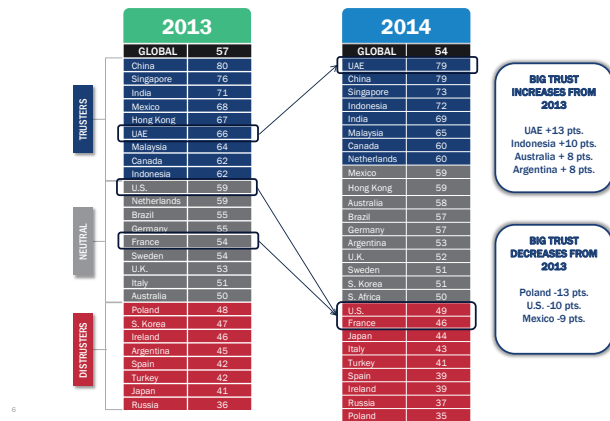 2013
GLOBAL 57
China 80
Singapore 76
India 71
Mexico 68
Hong Kong 67
UAE 66
Malaysia 64
Canada 62
Indonesia 62
U.S. 59
Netherlands 59
Brazil 55
Germany 55
France 54
Sweden 54
U.K. 53
Italy 51
Australia 50
Poland 48
S. Korea 47
Ireland 46
Argentina 45
Spain 42
Turkey 42
Japan 41
Russia 36
TRUSTERS
NEUTRAL
DISTRUSTERS
2014
GLOBAL 54
UAE 79
China 79
Singapore 73
Indonesia 72
India 69
Malaysia 65
Canada 60
Netherlands 60
Mexico 59
Hong Kong 59
Australia 58
Brazil 57
Germany 57
Argentina 53
U.K. 52
Sweden 51
S. Korea 51
S. Africa 50
U.S. 49
France 46
Japan 44
Italy 43
Turkey 41
Spain 39
Ireland 39
Russia 37
Poland 35
BIG TRUST
INCREASES FROM
2013
UAE +13 pts.
Indonesia +10 pts.
Australia + 8 pts.
Argentina + 8 pts.
BIG TRUST
DECREASES FROM
2013
Poland -13 pts.
U.S. -10 pts.
Mexico -9 pts.
6